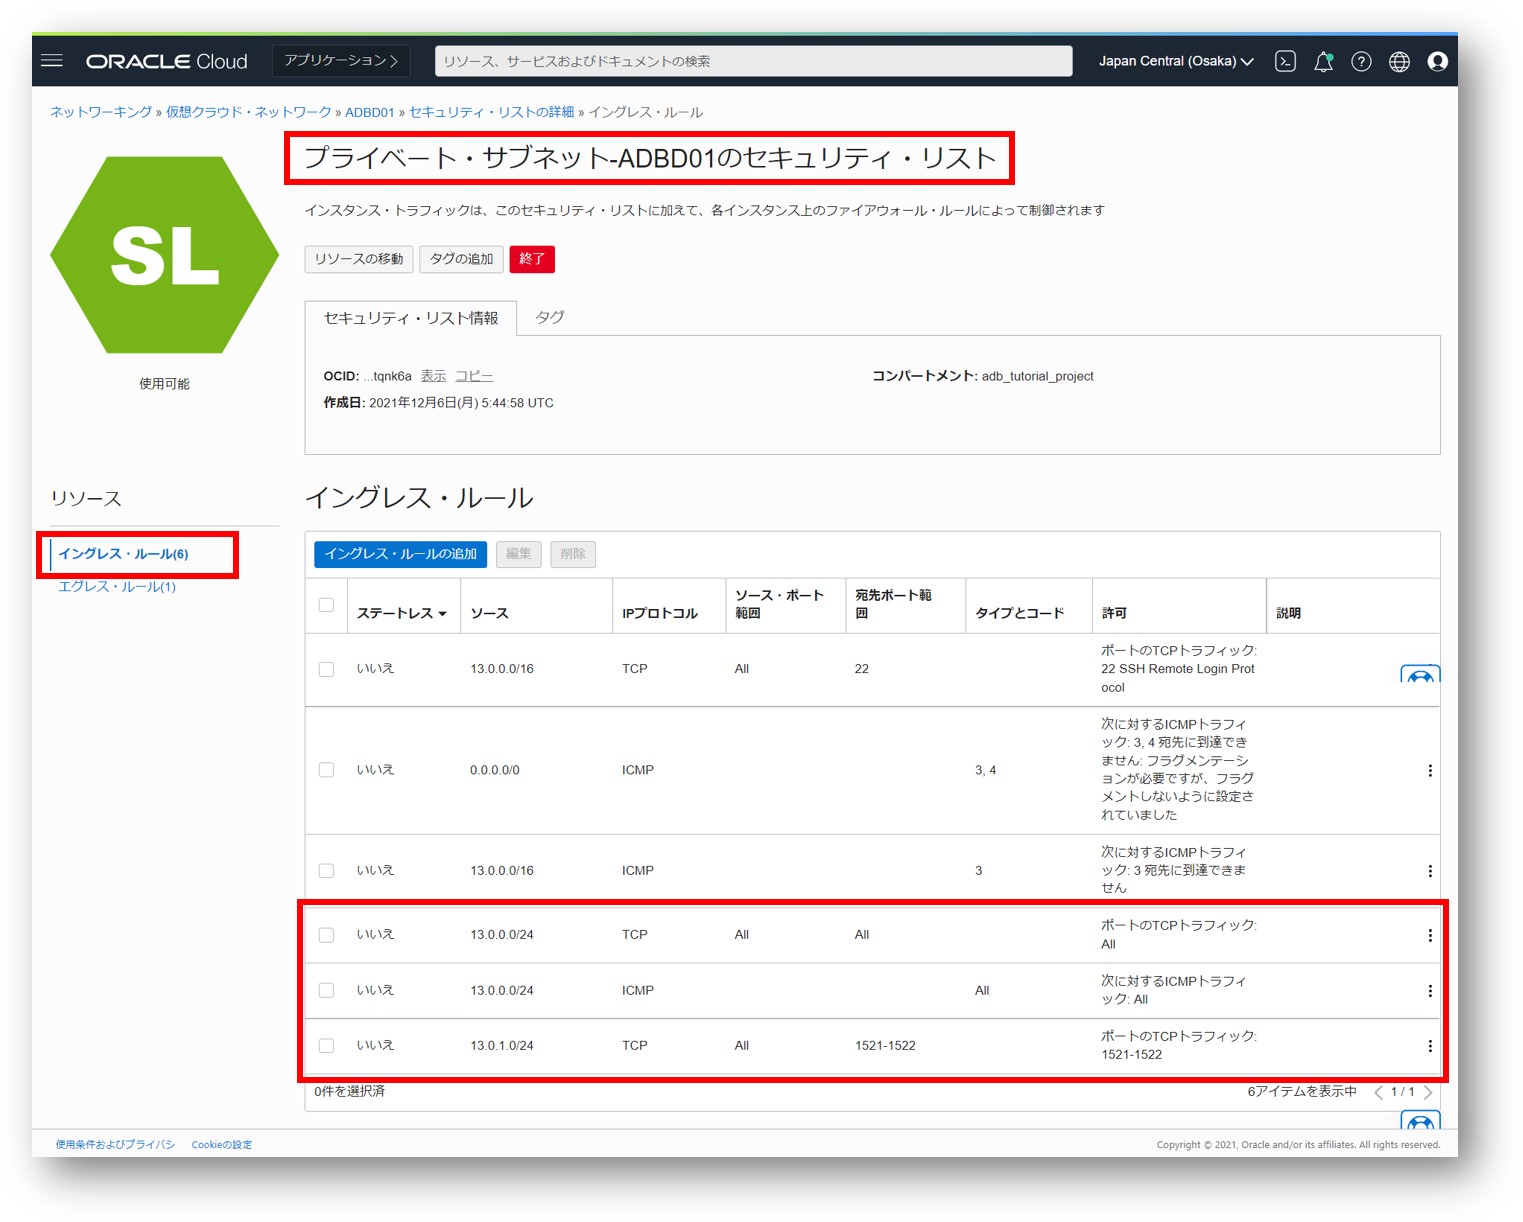 ORACLE Cloud
アプリケーション
リソース、サービスおよびドキュメントの検索
Japan Central (Osaka)
ネットワーキング » 仮想クラウド・ネットワーク » ADBD01 » セキュリティ・リストの詳細 » イングレス・ルール
SL
使用可能
プライベート・サブネット-ADBD01のセキュリティ・リスト
インスタンス・トラフィックは、このセキュリティ・リストに加えて、各インスタンス上のファイアウォール・ルールによって制御されます
リソースの移動 タグの追加 終了
セキュリティ・リスト情報 タグ
OCID: ...tqnk6a 表示 コピー
コンパートメント: adb_tutorial_project
作成日: 2021年12月6日(月) 5:44:58 UTC
リソース
イングレス・ルール(6)
エグレス・ルール(1)
イングレス・ルール
イングレス・ルールの追加 編集 削除
ステートレス ソース IPプロトコル ソース・ポート範囲 宛先ポート範囲 タイプとコード 許可 説明
いいえ 13.0.0.0/16 TCP All 22 ポートのTCPトラフィック:
22 SSH Remote Login Prot
ocol
いいえ 0.0.0.0/0 ICMP 3, 4 次に対するICMPトラフィ
ック: 3, 4 宛先に到達でき
ません: フラグメンテーシ
ョンが必要ですが、フラグ
メントしないように設定さ
れていました
いいえ 13.0.0.0/16 ICMP 3 次に対するICMPトラフィ
ック: 3 宛先に到達できま
せん
いいえ 13.0.0.0/24 TCP All All ポートのTCPトラフィック:
All
いいえ 13.0.0.0/24 ICMP All 次に対するICMPトラフィ
ック: All
いいえ 13.0.1.0/24 TCP All 1521-1522 ポートのTCPトラフィック:
1521-1522
0件を選択済
6アイテムを表示中 1 / 1
使用条件およびプライバシ Cookieの設定
Copyright © 2021, Oracle and/or its affiliates. All rights reserved.